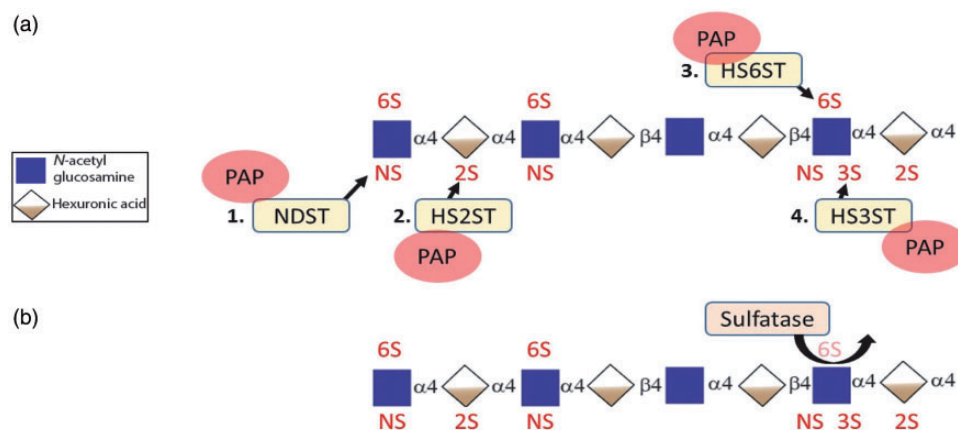 (a)
PAP
3. HS6ST
6S 6S 6S
α4 α4 α4 β4 α4 β4 α4 α4
NS 2S NS NS 3S 2S
N-acetyl
glucosamine
Hexuronic acid
PAP
1. NDST
2. HS2ST
4. HS3ST
PAP
PAP
(b)
Sulfatase
6S 6S 6S
α4 α4 α4 β4 α4 β4 α4 α4
NS 2S NS NS 3S 2S